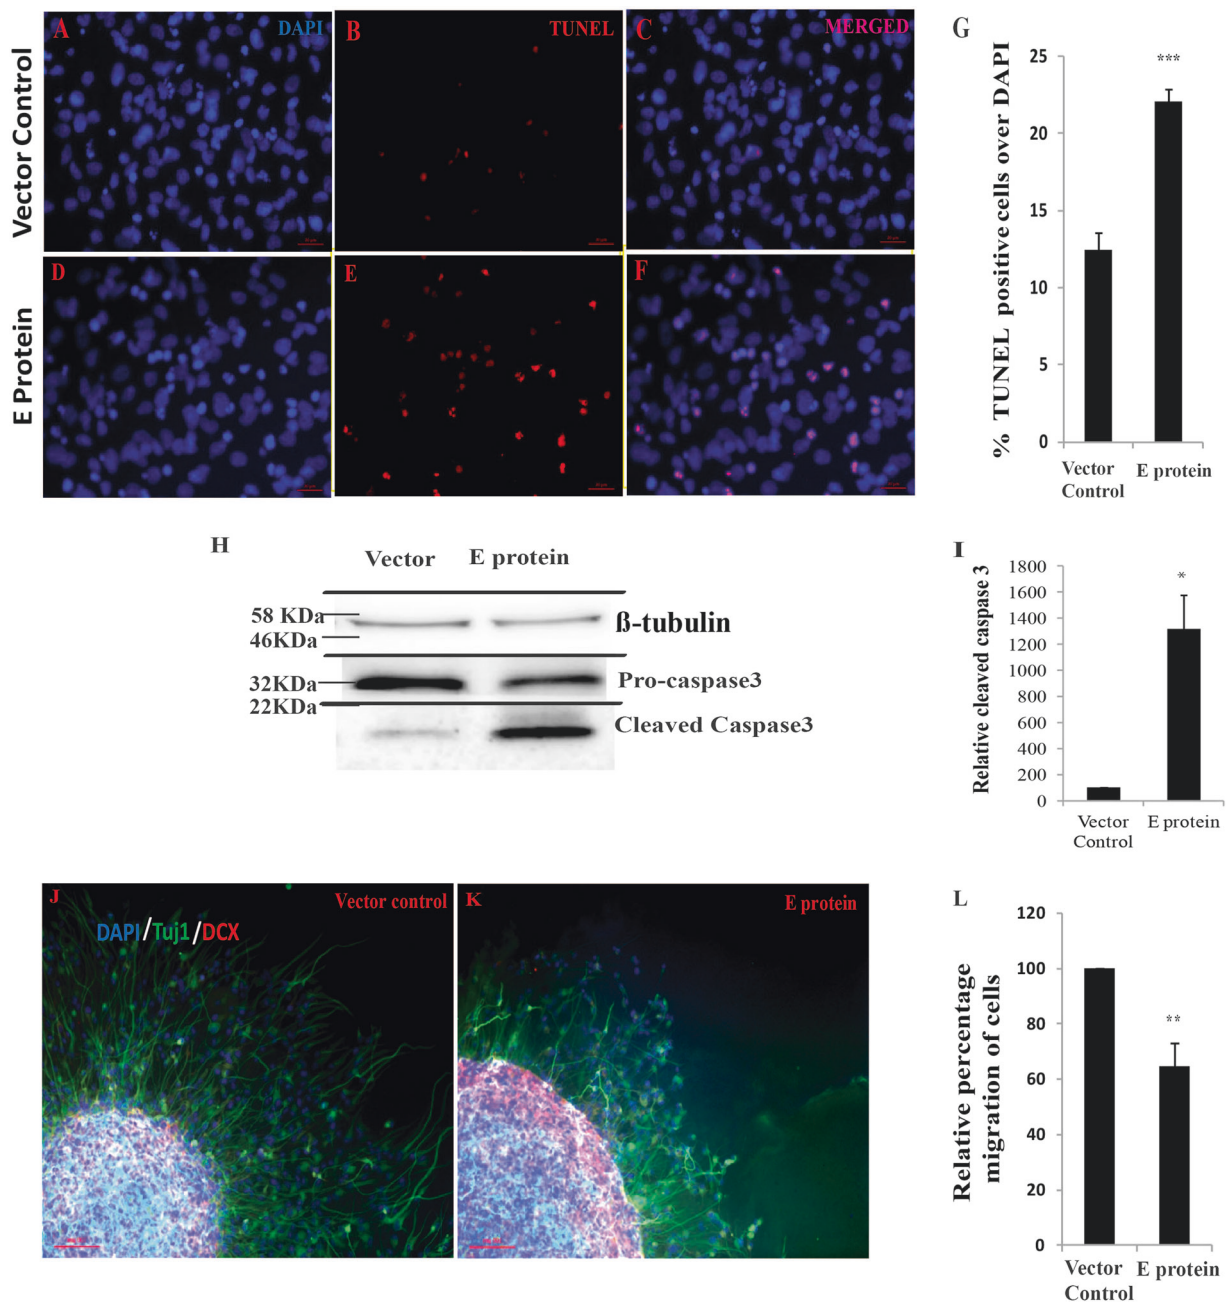 A DAPI
B TUNEL
C MERGED
Vector Control
D
E
F
E Protein
G
% TUNEL positive cells over DAPI
25
20
15
10
5
0
***
Vector Control
E protein
H
Vector E protein
58 KDa
46KDa
32KDa
22KDa
ß-tubulin
Pro-caspase3
Cleaved Caspase3
I
Relative cleaved caspase 3
1800
1600
1400
1200
1000
800
600
400
200
0
*
Vector Control
E protein
J Vector control
DAPI/Tuj1/DCX
K E protein
L
Relative percentage
migration of cells
120
100
80
60
40
20
0
**
Vector Control
E protein